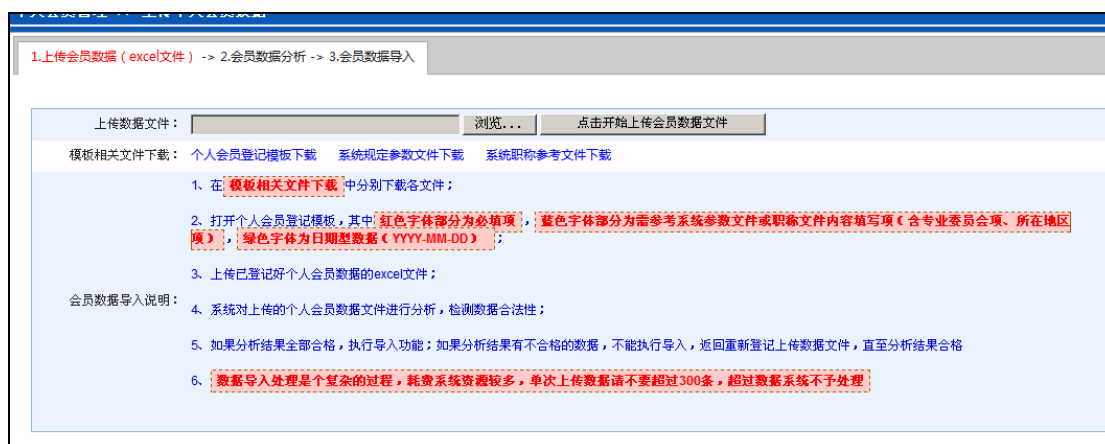 1.上传会员数据（excel文件） -> 2.会员数据分析 -> 3.会员数据导入
上传数据文件： 浏览... 点击开始上传会员数据文件
模板相关文件下载： 个人会员登记模板下载 系统规定参数文件下载 系统职称参考文件下载
1、在 模板相关文件下载 中分别下载各文件；
2、打开个人会员登记模板，其中 红色字体部分为必填项 ， 蓝色字体部分为需参考系统参数文件或职称文件内容填写项（含专业委员会项、所在地区
项） ， 绿色字体为日期型数据（YYYY-MM-DD） ；
3、上传已登记好个人会员数据的excel文件；
会员数据导入说明：
4、系统对上传的个人会员数据文件进行分析，检测数据合法性；
5、如果分析结果全部合格，执行导入功能；如果分析结果有不合格的数据，不能执行导入，返回重新登记上传数据文件，直至分析结果合格
6、 数据导入处理是个复杂的过程，耗费系统资源较多，单次上传数据请不要超过300条，超过数据系统不予处理